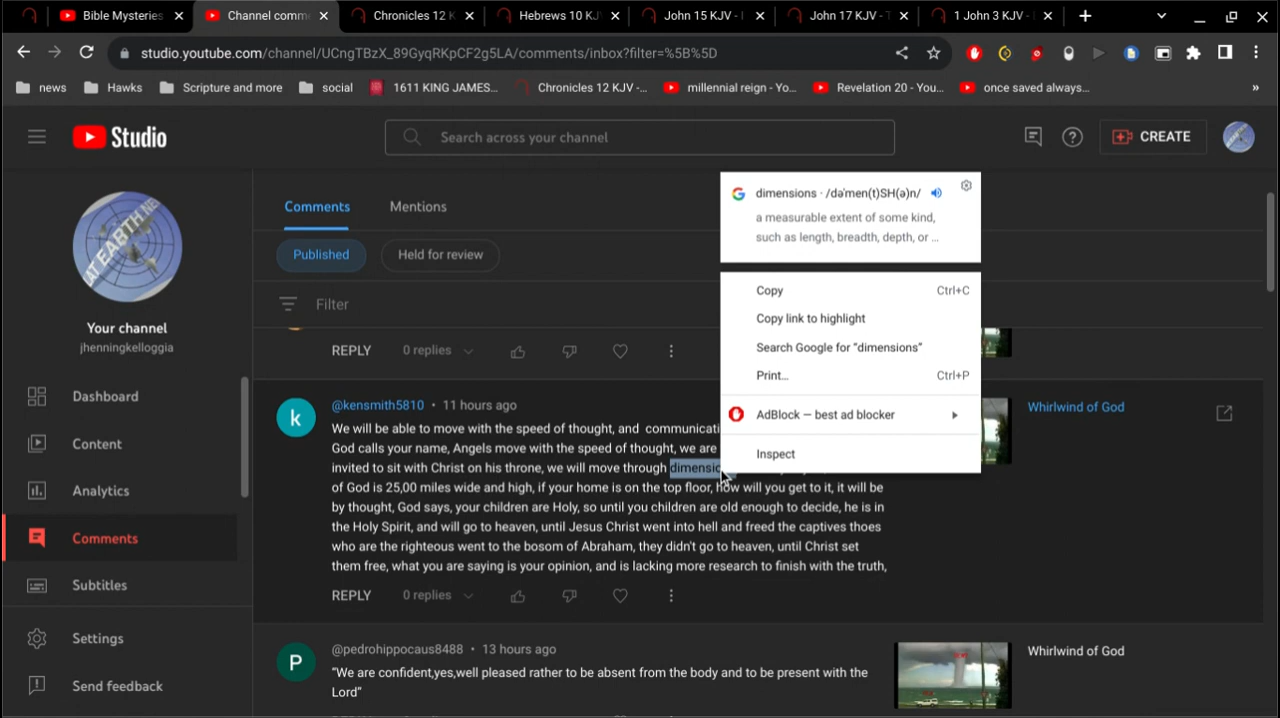 Bible Mysteries
Channel comm
Chronicles 12 K
Hebrews 10 KJV
John 15 KJV -
John 17 KJV - T
1 John 3 KJV -
studio.youtube.com/channel/UCngTBzX_89GyqRKpCF2g5LA/comments/inbox?filter=%5B%5D
news
Hawks
Scripture and more
social
1611 KING JAMES...
Chronicles 12 KJV -...
millennial reign - Yo...
Revelation 20 - You...
once saved always...
»
Studio
Search across your channel
CREATE
Comments
Mentions
Published
Held for review
Filter
LAT EARTH NE
Your channel
jhenningkelloggia
Dashboard
Content
Analytics
Comments
Subtitles
Settings
Send feedback
dimensions · /dəˈmen(t)SH(ə)n/
a measurable extent of some kind,
such as length, breadth, depth, or ...
Copy Ctrl+C
Copy link to highlight
Search Google for “dimensions”
Print... Ctrl+P
AdBlock — best ad blocker
Inspect
REPLY 0 replies
k
@kensmith5810 • 11 hours ago
We will be able to move with the speed of thought, and communicati
God calls your name, Angels move with the speed of thought, we are
invited to sit with Christ on his throne, we will move through dimensio
of God is 25,00 miles wide and high, if your home is on the top floor, how will you get to it, it will be
by thought, God says, your children are Holy, so until you children are old enough to decide, he is in
the Holy Spirit, and will go to heaven, until Jesus Christ went into hell and freed the captives thoes
who are the righteous went to the bosom of Abraham, they didn't go to heaven, until Christ set
them free, what you are saying is your opinion, and is lacking more research to finish with the truth,
REPLY 0 replies
Whirlwind of God
P
@pedrohippocaus8488 • 13 hours ago
“We are confident,yes,well pleased rather to be absent from the body and to be present with the
Lord”
Whirlwind of God